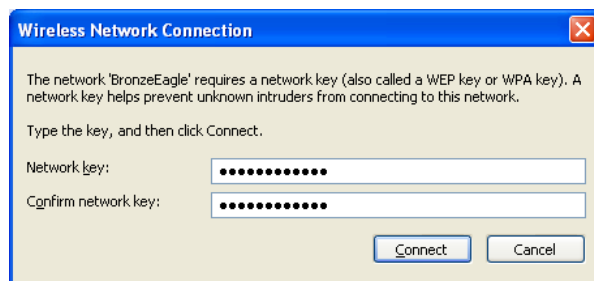 Wireless Network Connection
The network 'BronzeEagle' requires a network key (also called a WEP key or WPA key). A
network key helps prevent unknown intruders from connecting to this network.
Type the key, and then click Connect.
Network key: ●●●●●●●●●●●●
Confirm network key: ●●●●●●●●●●●●
Connect Cancel